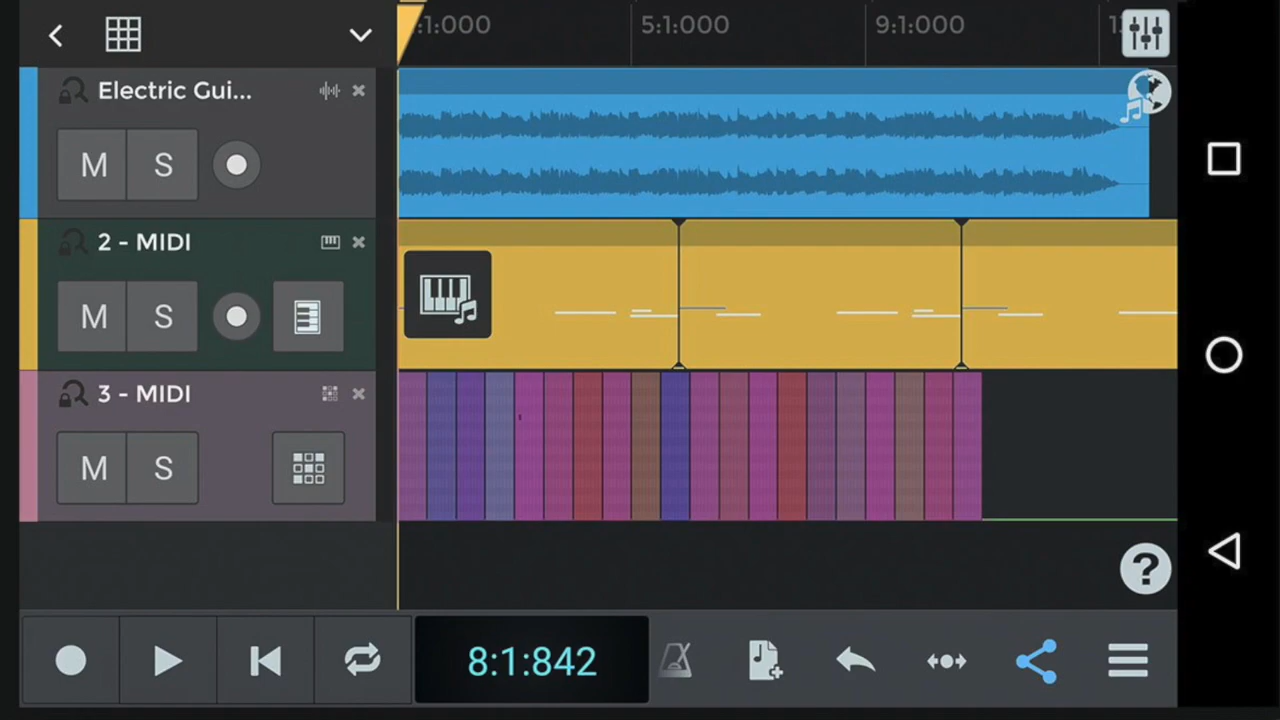 :1:000 5:1:000 9:1:000
Electric Gui...
M S
2 - MIDI
M S
3 - MIDI
M S
?
8:1:842